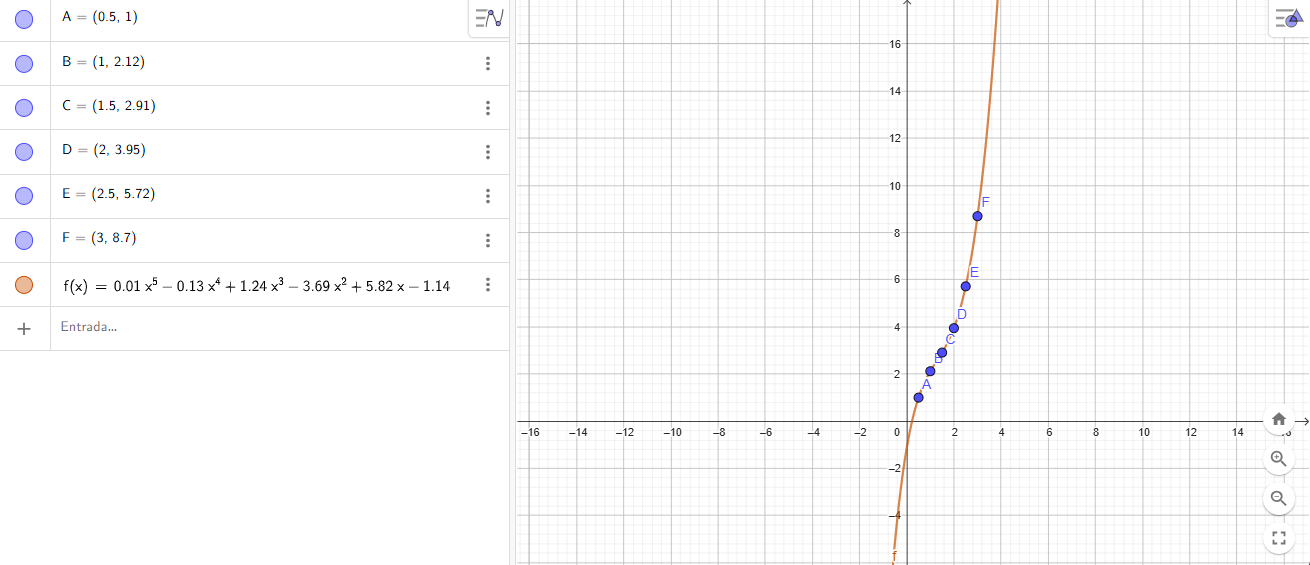 A = (0.5, 1)
B = (1, 2.12)
C = (1.5, 2.91)
D = (2, 3.95)
E = (2.5, 5.72)
F = (3, 8.7)
f(x) = 0.01 x⁵ − 0.13 x⁴ + 1.24 x³ − 3.69 x² + 5.82 x − 1.14
+ Entrada...
16
14
12
10
8
6
4
2
0
−2
−4
−16 −14 −12 −10 −8 −6 −4 −2 0 2 4 6 8 10 12 14
F
E
D
C
B
A
f